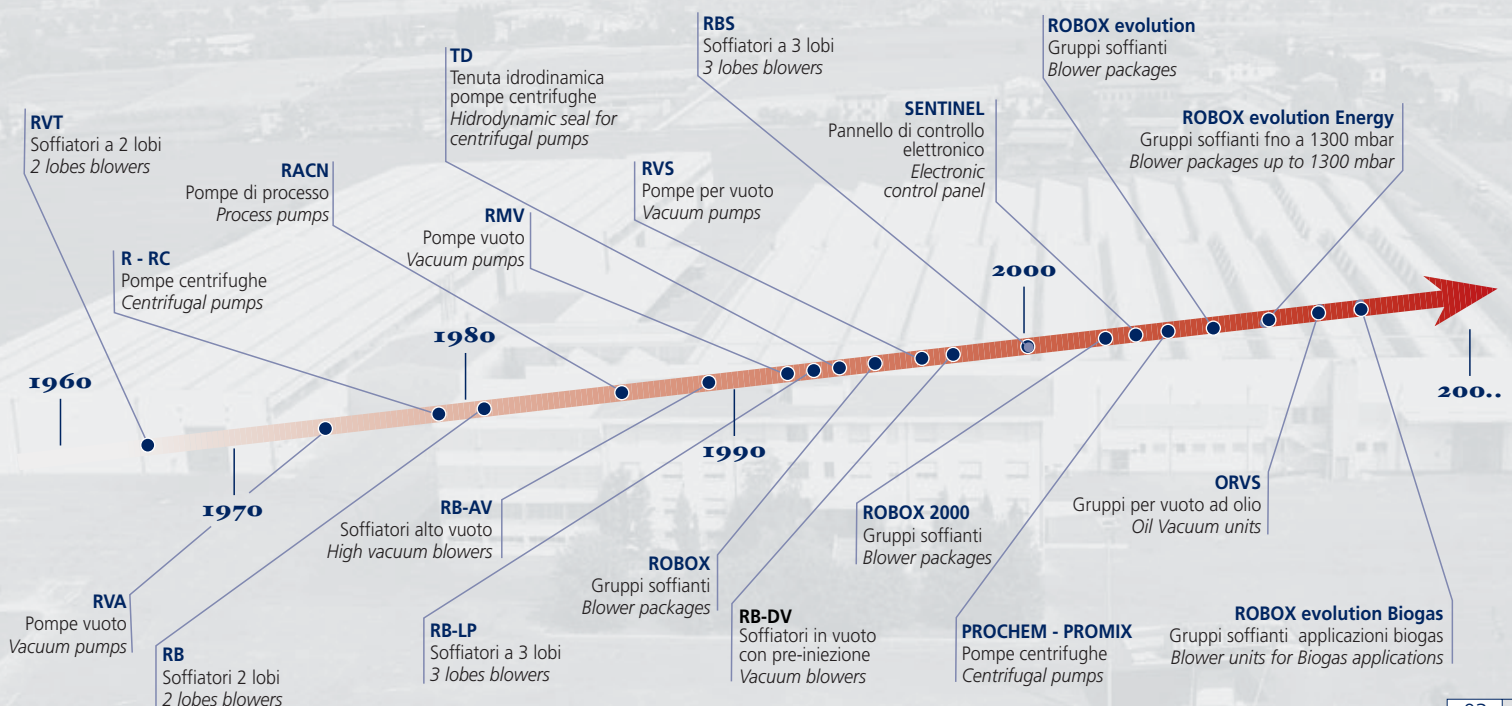 RBS
Soffiatori a 3 lobi
3 lobes blowers
ROBOX evolution
Gruppi soffianti
Blower packages
TD
Tenuta idrodinamica
pompe centrifughe
Hidrodynamic seal for
centrifugal pumps
SENTINEL
Pannello di controllo
elettronico
Electronic
control panel
ROBOX evolution Energy
Gruppi soffianti fno a 1300 mbar
Blower packages up to 1300 mbar
RVT
Soffiatori a 2 lobi
2 lobes blowers
RACN
Pompe di processo
Process pumps
RVS
Pompe per vuoto
Vacuum pumps
RMV
Pompe vuoto
Vacuum pumps
R - RC
Pompe centrifughe
Centrifugal pumps
2000
1980
1960
200..
1990
1970
RB-AV
Soffiatori alto vuoto
High vacuum blowers
ROBOX 2000
Gruppi soffianti
Blower packages
ORVS
Gruppi per vuoto ad olio
Oil Vacuum units
ROBOX
Gruppi soffianti
Blower packages
RVA
Pompe vuoto
Vacuum pumps
RB
Soffiatori 2 lobi
2 lobes blowers
RB-LP
Soffiatori a 3 lobi
3 lobes blowers
RB-DV
Soffiatori in vuoto
con pre-iniezione
Vacuum blowers
PROCHEM - PROMIX
Pompe centrifughe
Centrifugal pumps
ROBOX evolution Biogas
Gruppi soffianti applicazioni biogas
Blower units for Biogas applications